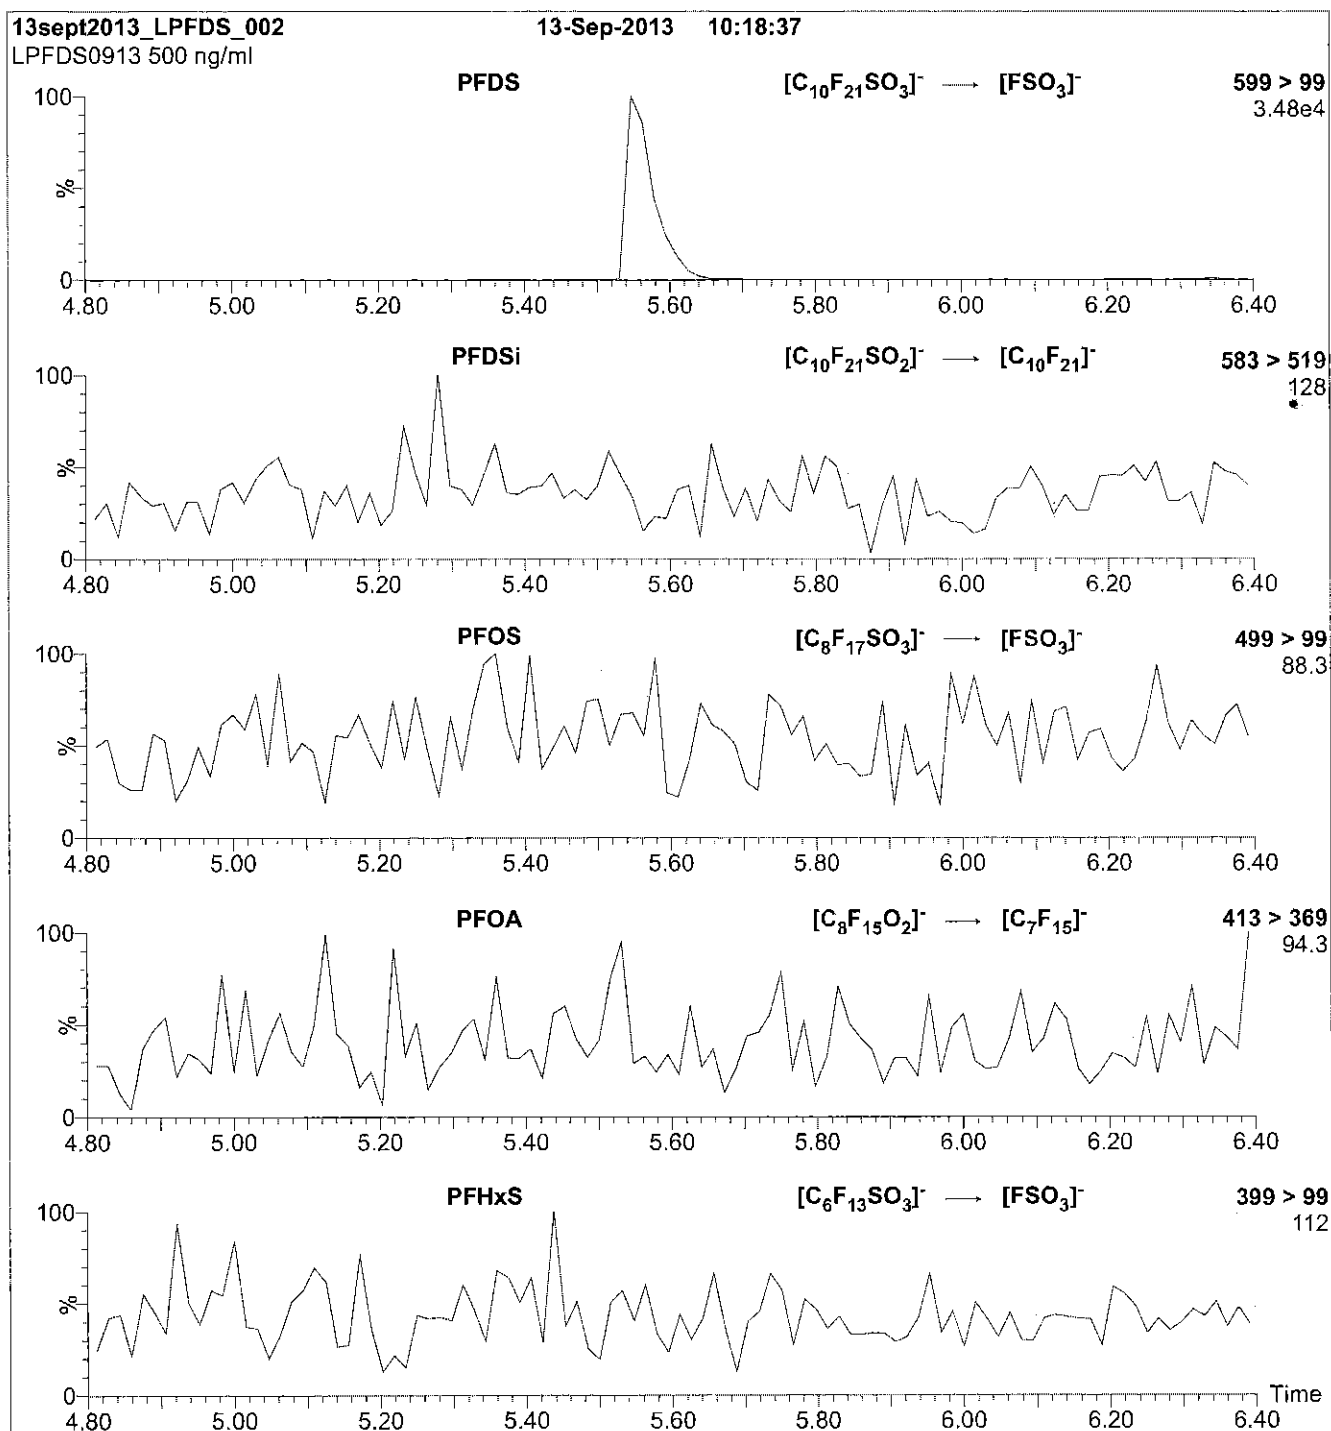 13sept2013_LPFDS_002 13-Sep-2013 10:18:37
LPFDS0913 500 ng/ml
PFDS [C₁₀F₂₁SO₃]⁻ → [FSO₃]⁻ 599 > 99
3.48e4
100
%
0
4.80 5.00 5.20 5.40 5.60 5.80 6.00 6.20 6.40
PFDSi [C₁₀F₂₁SO₂]⁻ → [C₁₀F₂₁]⁻ 583 > 519
128
100
%
0
4.80 5.00 5.20 5.40 5.60 5.80 6.00 6.20 6.40
PFOS [C₈F₁₇SO₃]⁻ → [FSO₃]⁻ 499 > 99
88.3
100
%
0
4.80 5.00 5.20 5.40 5.60 5.80 6.00 6.20 6.40
PFOA [C₈F₁₅O₂]⁻ → [C₇F₁₅]⁻ 413 > 369
94.3
100
%
0
4.80 5.00 5.20 5.40 5.60 5.80 6.00 6.20 6.40
PFHxS [C₆F₁₃SO₃]⁻ → [FSO₃]⁻ 399 > 99
112
100
%
0
Time
4.80 5.00 5.20 5.40 5.60 5.80 6.00 6.20 6.40